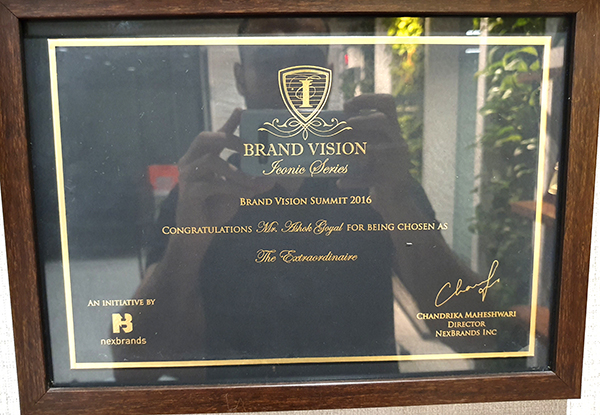 I
BRAND VISION
Iconic Series
BRAND VISION SUMMIT 2016
CONGRATULATIONS Mr. Ashok Goyal FOR BEING CHOSEN AS
The Extraordinaire
AN INITIATIVE BY
nexbrands
CHANDRIKA MAHESHWARI
DIRECTOR
NEXBRANDS INC